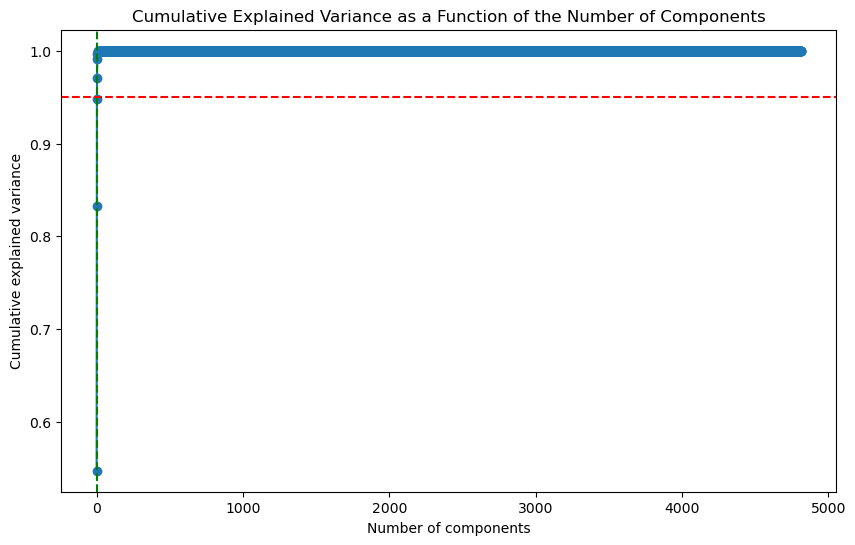 Cumulative Explained Variance as a Function of the Number of Components
1.0
0.9
0.8
0.7
0.6
Cumulative explained variance
0 1000 2000 3000 4000 5000
Number of components